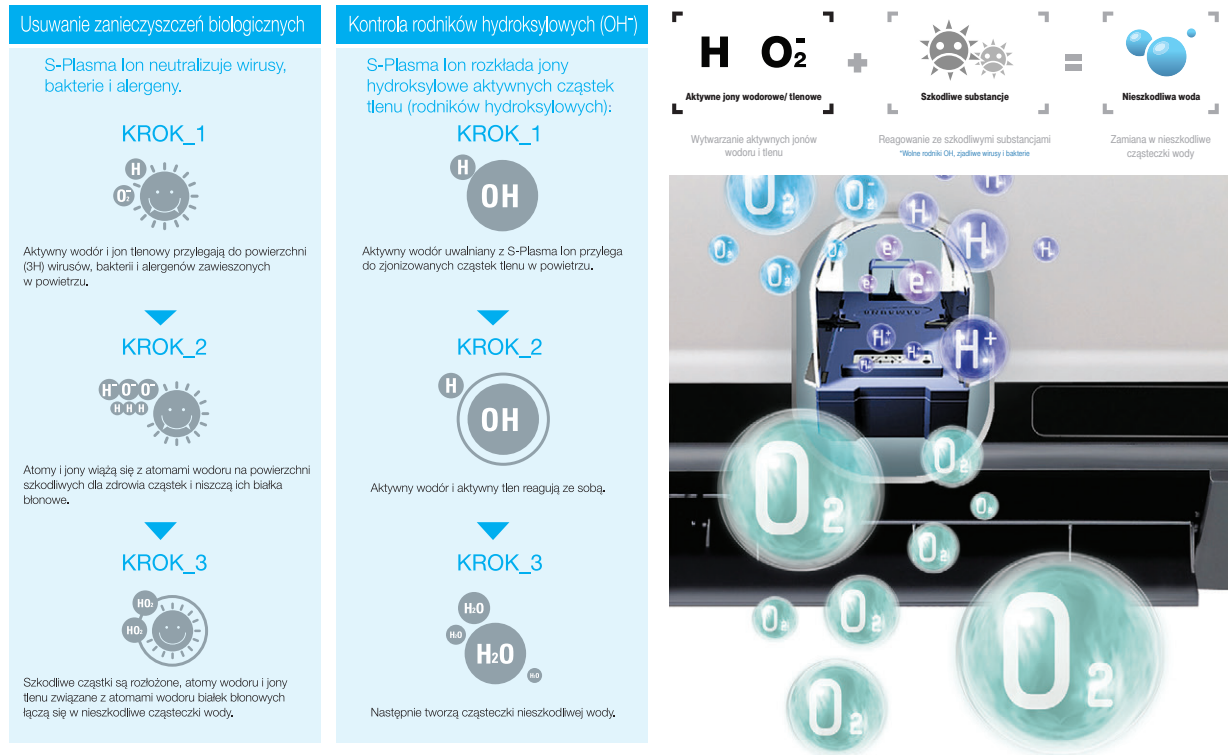 Usuwanie zanieczyszczeń biologicznych
S-Plasma Ion neutralizuje wirusy,
bakterie i alergeny.
KROK_1
H
O₂⁻
Aktywny wodór i jon tlenowy przylegają do powierzchni
(3H) wirusów, bakterii i alergenów zawieszonych
w powietrzu.
KROK_2
H⁻ O⁻ O⁻
H H H
Atomy i jony wiążą się z atomami wodoru na powierzchni
szkodliwych dla zdrowia cząstek i niszczą ich białka
błonowe.
KROK_3
HO₂
HO₂
Szkodliwe cząstki są rozłożone, atomy wodoru i jony
tlenu związane z atomami wodoru białek błonowych
łączą się w nieszkodliwe cząsteczki wody.
Kontrola rodników hydroksylowych (OH⁻)
S-Plasma Ion rozkłada jony
hydroksylowe aktywnych cząstek
tlenu (rodników hydroksylowych):
KROK_1
H
OH
Aktywny wodór uwalniany z S-Plasma Ion przylega
do zjonizowanych cząstek tlenu w powietrzu.
KROK_2
H
OH
Aktywny wodór i aktywny tlen reagują ze sobą.
KROK_3
H₂O
H₂O
H₂O
H₂O
Następnie tworzą cząsteczki nieszkodliwej wody.
H O₂⁻ + =
Aktywne jony wodorowe/ tlenowe
Szkodliwe substancje
Nieszkodliwa woda
Wytwarzanie aktywnych jonów
wodoru i tlenu
Reagowanie ze szkodliwymi substancjami
*Wolne rodniki OH, zjadliwe wirusy i bakterie
Zamiana w nieszkodliwe
cząsteczki wody
O₂⁻ O₂⁻ H H
O₂⁻ O₂⁻ e⁻ H H
O₂⁻ e⁻ e⁻
H⁺ H⁺ H⁺
H
O₂ O₂
O₂
O₂
O₂ O₂ O₂
O₂